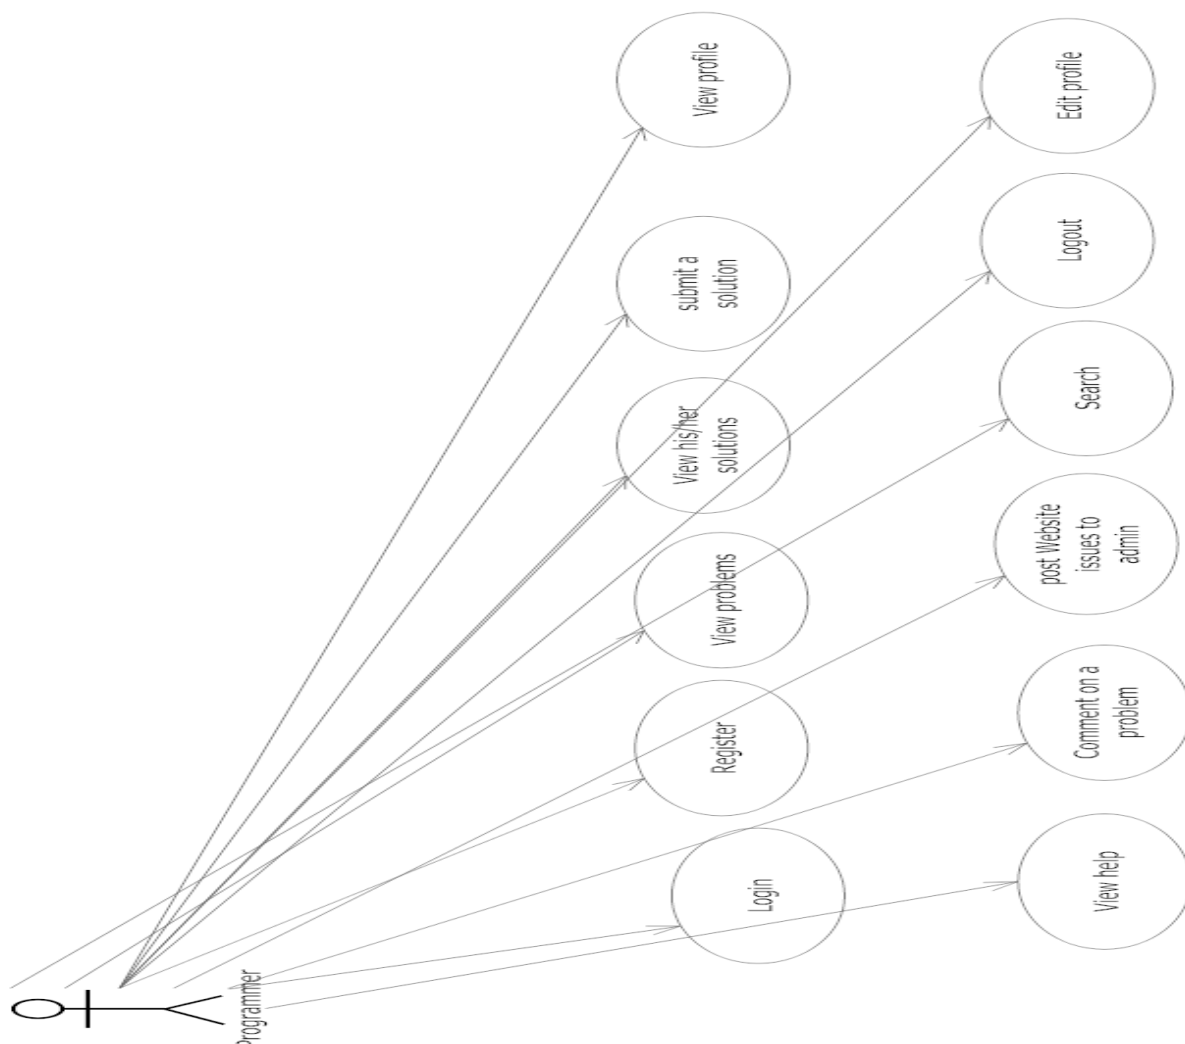 View profile
submit a
solution
View his/her
solutions
View problems
Register
Login
Edit profile
Logout
Search
post Website
issues to
admin
Comment on a
problem
View help
Programmer